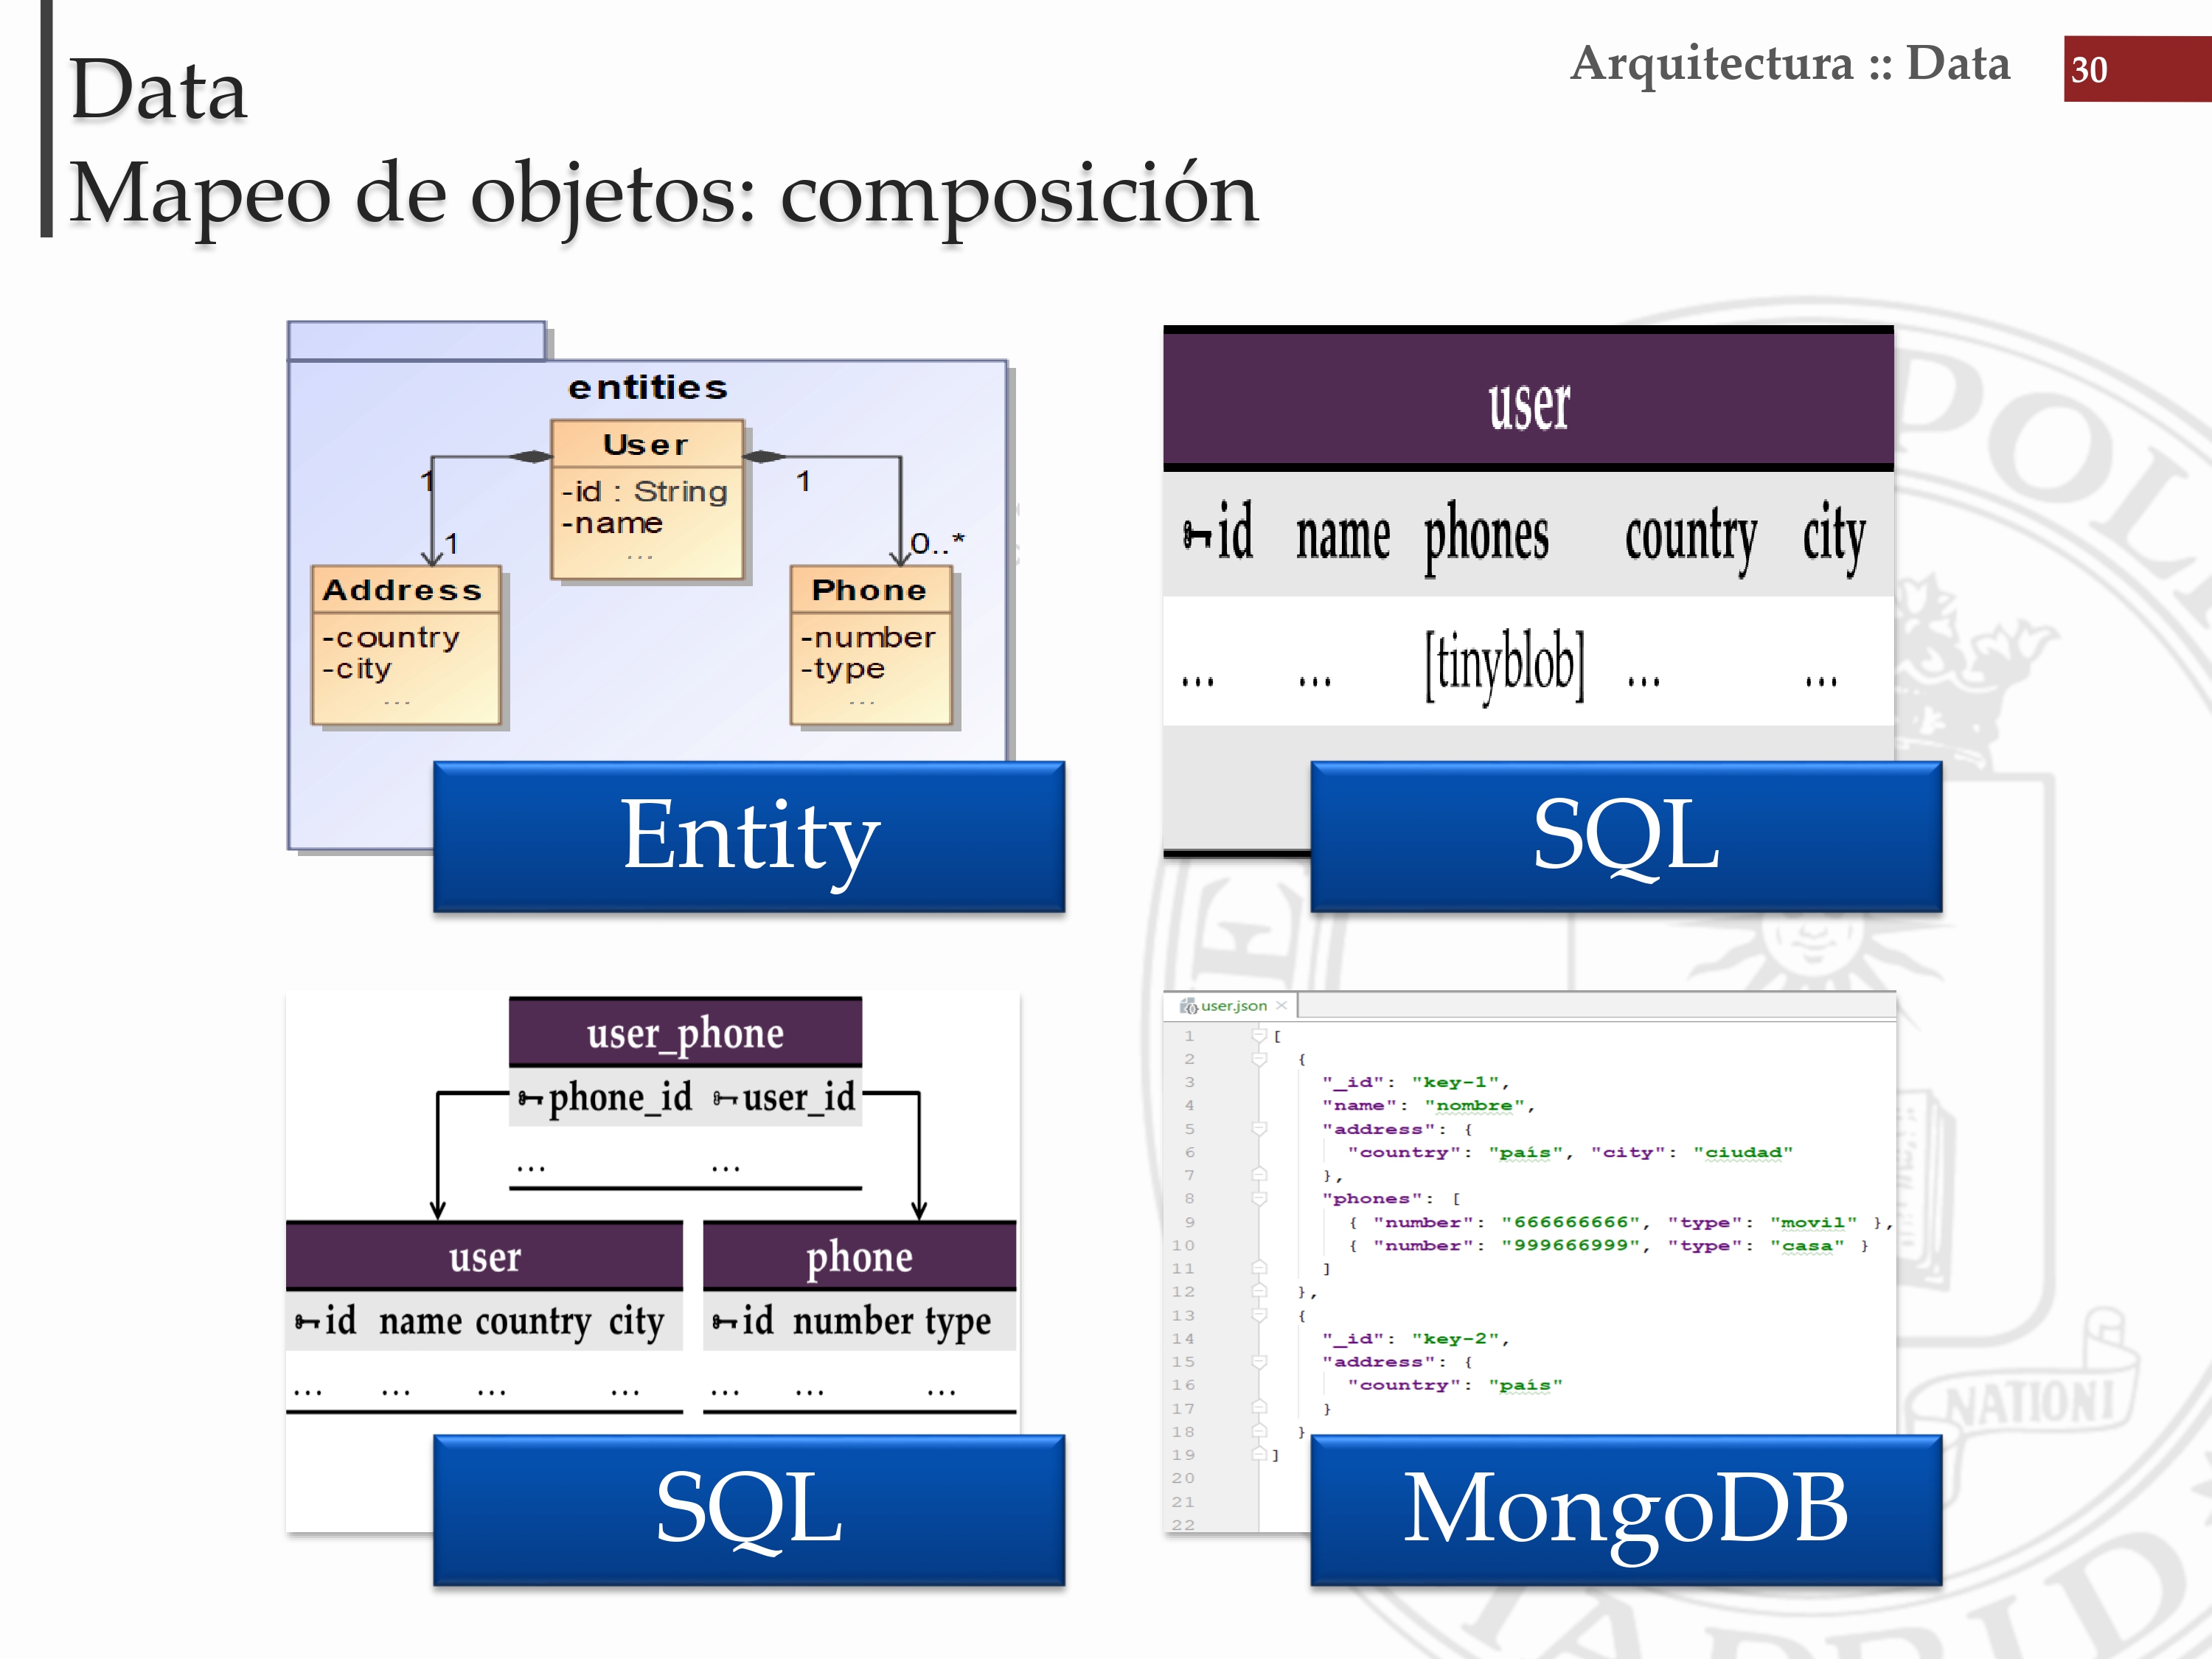 Data
Mapeo de objetos: composición
Arquitectura :: Data
30
entities
User
-id : String
-name
...
1
1
1
0..*
Address
-country
-city
...
Phone
-number
-type
...
Entity
user
id name phones country city
... ... [tinyblob] ... ...
SQL
user_phone
phone_id user_id
... ...
user
id name country city
... ... ... ...
phone
id number type
... ... ...
SQL
user.json
1 [
2 {
3 "_id": "key-1",
4 "name": "nombre",
5 "address": {
6 "country": "país", "city": "ciudad"
7 },
8 "phones": [
9 { "number": "666666666", "type": "movil" },
10 { "number": "999666999", "type": "casa" }
11 ]
12 },
13 {
14 "_id": "key-2",
15 "address": {
16 "country": "país"
17 }
18 }
19 ]
20
21
22
MongoDB
NATIONI